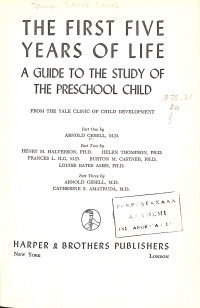 THE FIRST FIVE
YEARS OF LIFE
A GUIDE TO THE STUDY OF
THE PRESCHOOL CHILD
FROM THE YALE CLINIC OF CHILD DEVELOPMENT
Part One by
ARNOLD GESELL, M.D.
Part Two by
HENRY M. HALVERSON, PH.D. HELEN THOMPSON, PH.D.
FRANCES L. ILG, M.D. BURTON M. CASTNER, PH.D.
LOUISE BATES AMES, PH.D.
Part Three by
ARNOLD GESELL, M.D.
CATHERINE S. AMATRUDA, M.D.
HARPER & BROTHERS PUBLISHERS
New York London